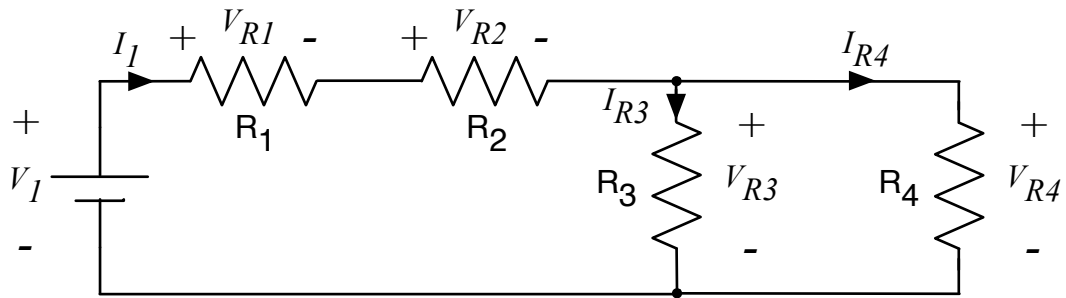 I1 + VR1 - + VR2 - IR4
R1 R2 IR3
+ V1 - R3 + VR3 - R4 + VR4 -